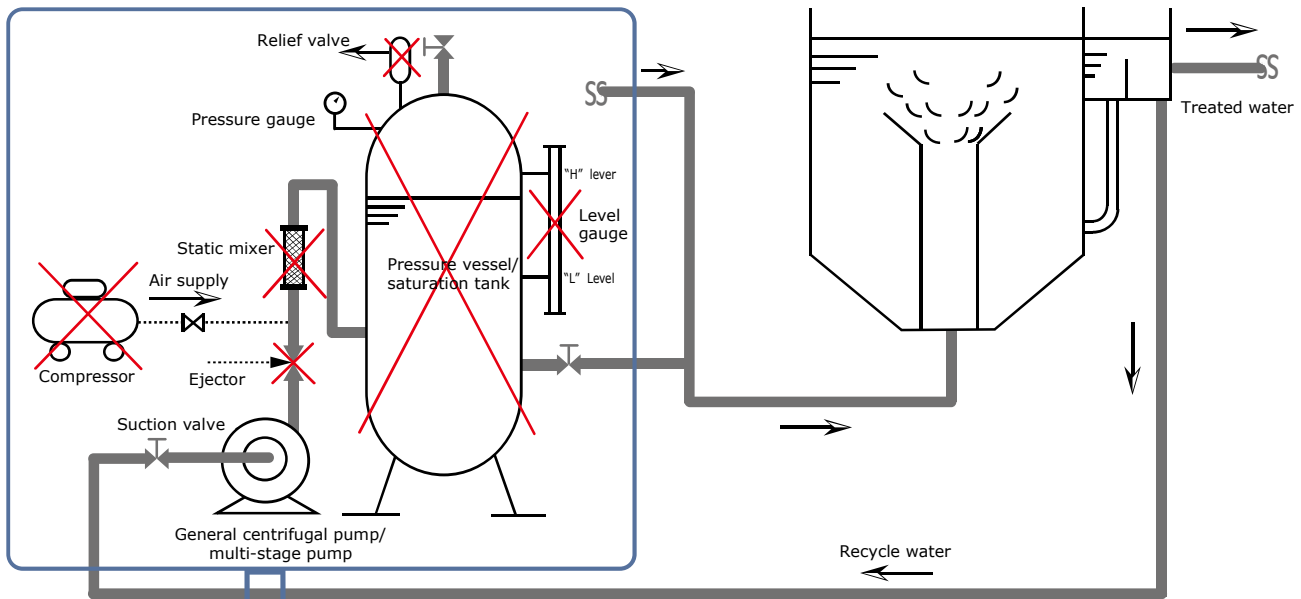 Relief valve
Pressure gauge
SS
SS
Treated water
"H" lever
Level
gauge
Static mixer
Pressure vessel/
saturation tank
"L" Level
Air supply
Compressor
Ejector
Suction valve
General centrifugal pump/
multi-stage pump
Recycle water